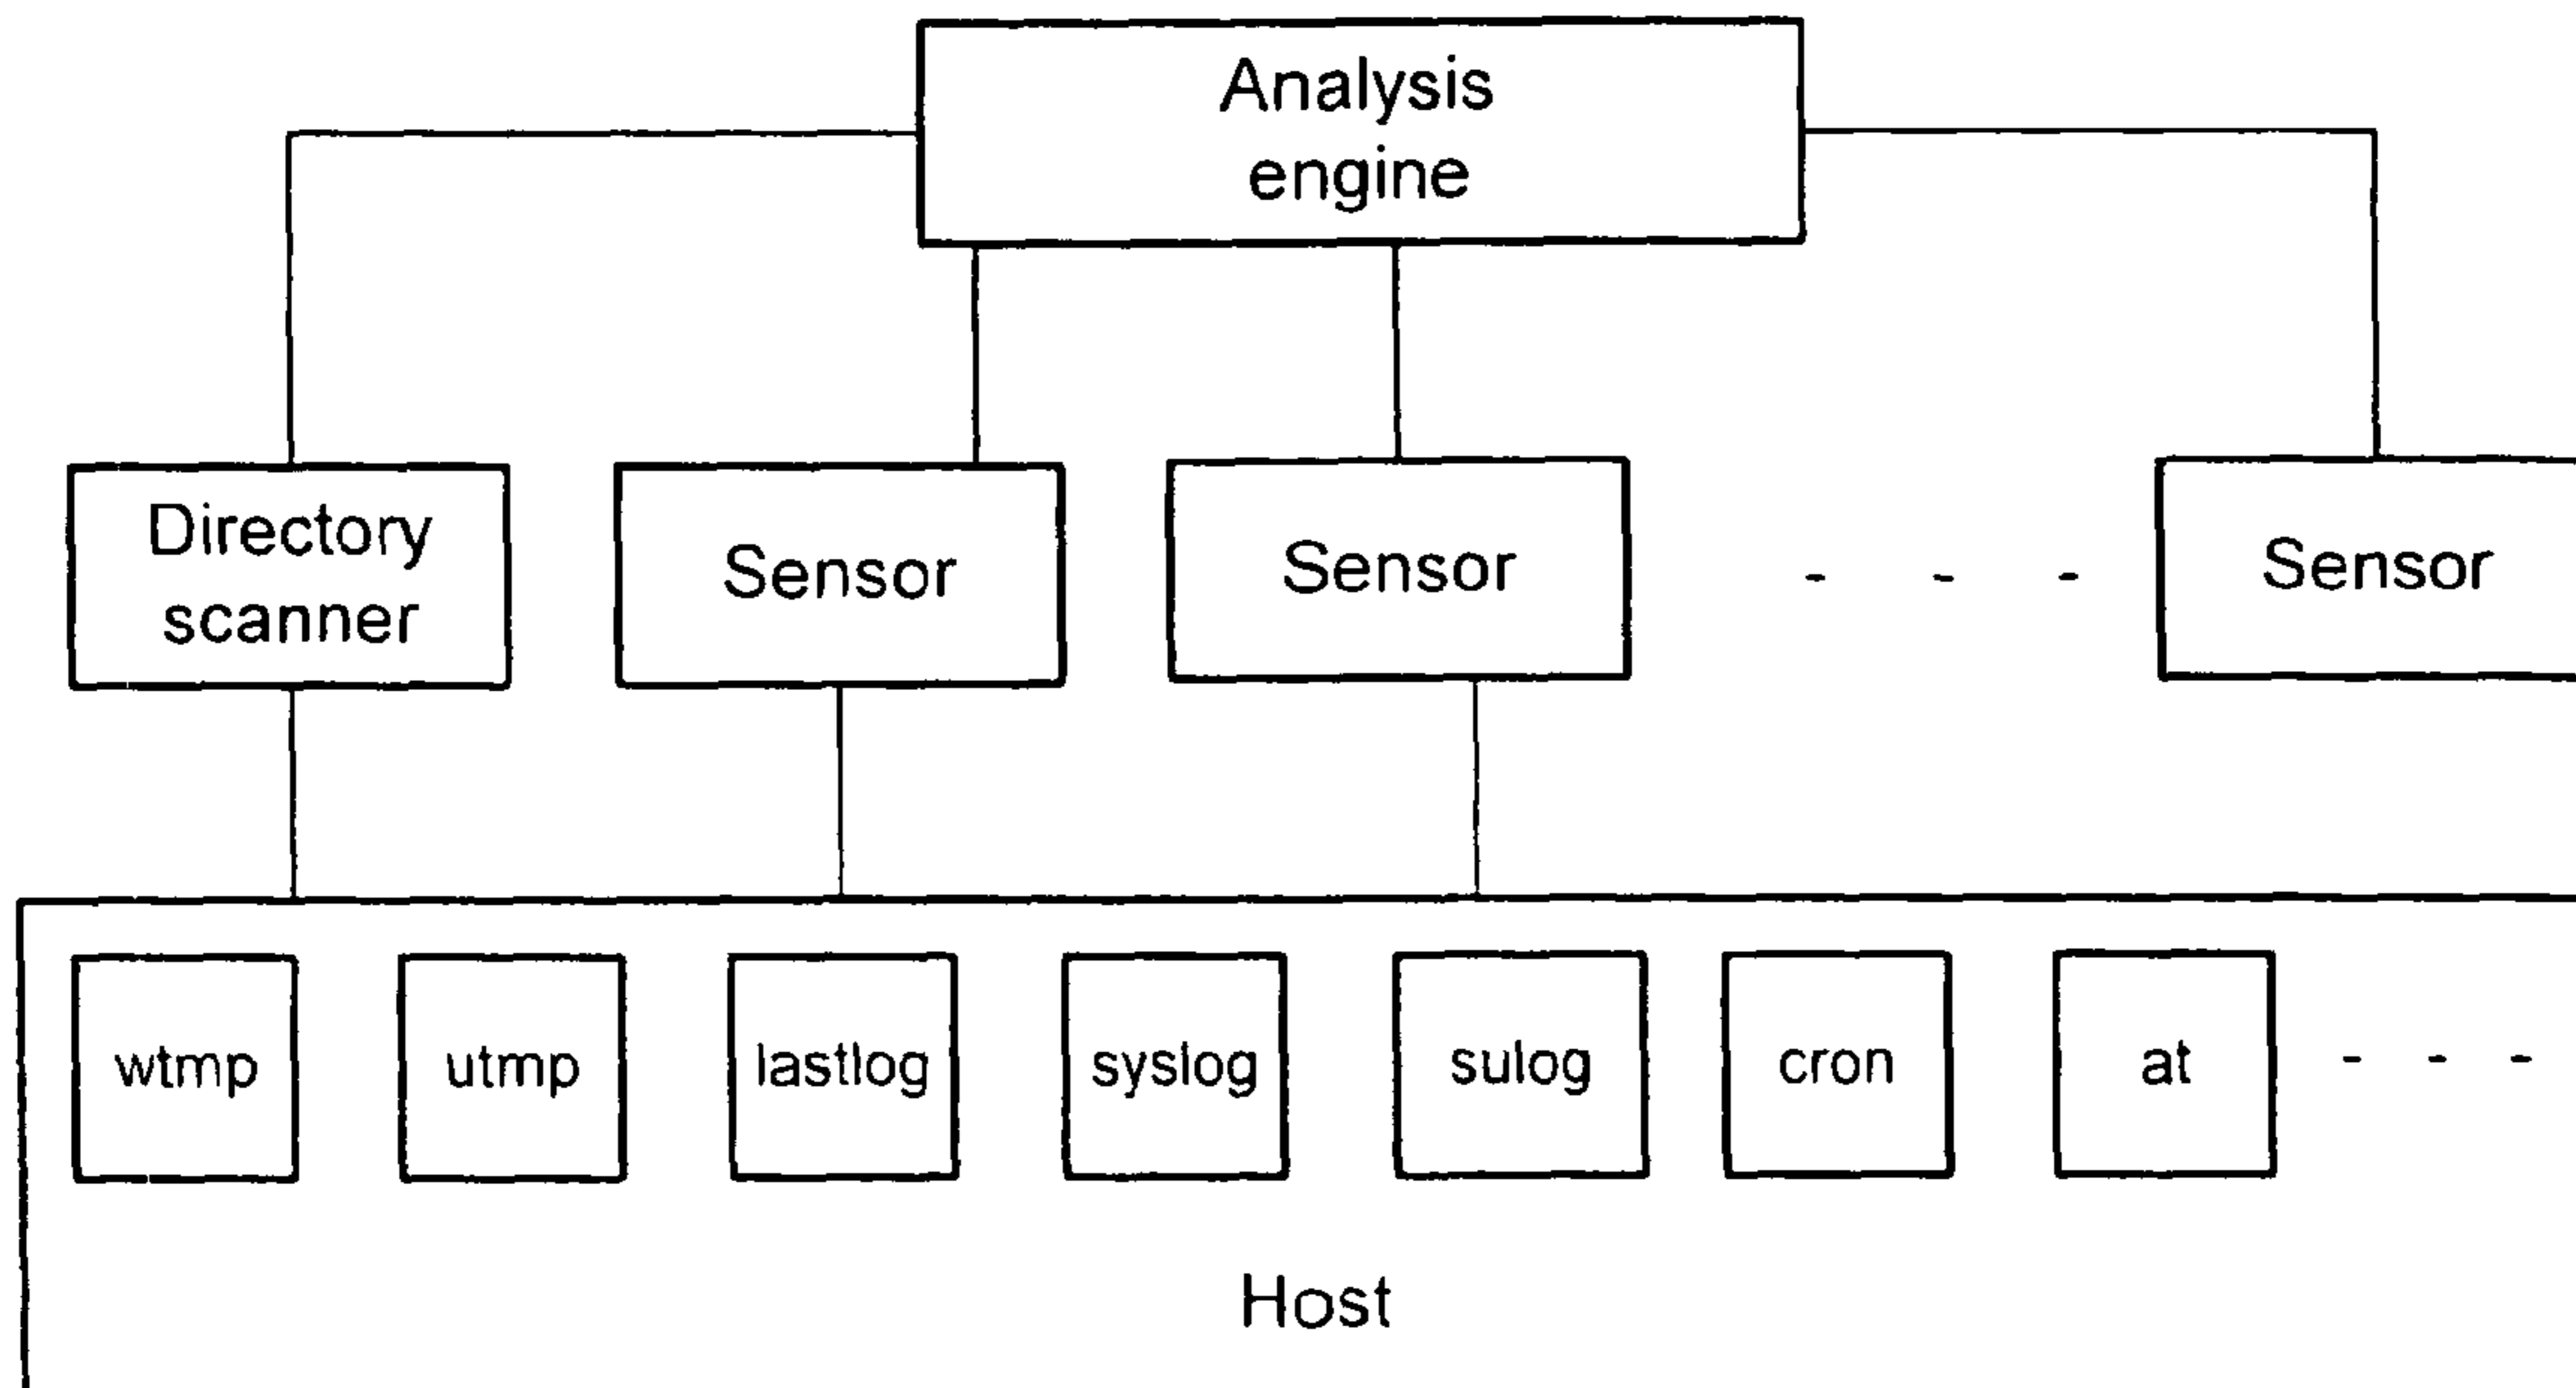 Analysis
engine
Directory
scanner
Sensor
Sensor
- - -
Sensor
wtmp
utmp
lastlog
syslog
sulog
cron
at
- - -
Host